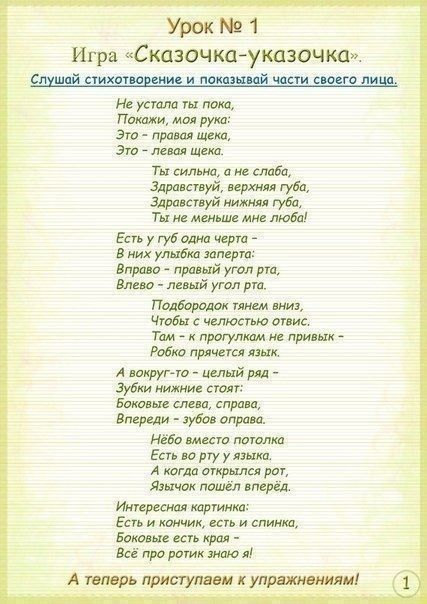 Урок № 1
Игра «Сказочка-указочка».
Слушай стихотворение и показывай части своего лица.
Не устала ты пока,
Покажи, моя рука:
Это – правая щека,
Это – левая щека.
Ты сильна, а не слаба,
Здравствуй, верхняя губа,
Здравствуй нижняя губа,
Ты не меньше мне люба!
Есть у губ одна черта –
В них улыбка заперта:
Вправо – правый угол рта,
Влево – левый угол рта.
Подбородок тянем вниз,
Чтобы с челюстью отвис.
Там – к прогулкам не привык –
Робко прячется язык.
А вокруг-то – целый ряд –
Зубки нижние стоят:
Боковые слева, справа,
Впереди – зубов оправа.
Нёбо вместо потолка
Есть во рту у языка.
А когда открылся рот,
Язычок пошёл вперёд.
Интересная картинка:
Есть и кончик, есть и спинка,
Боковые есть края –
Всё про ротик знаю я!
А теперь приступаем к упражнениям!
1